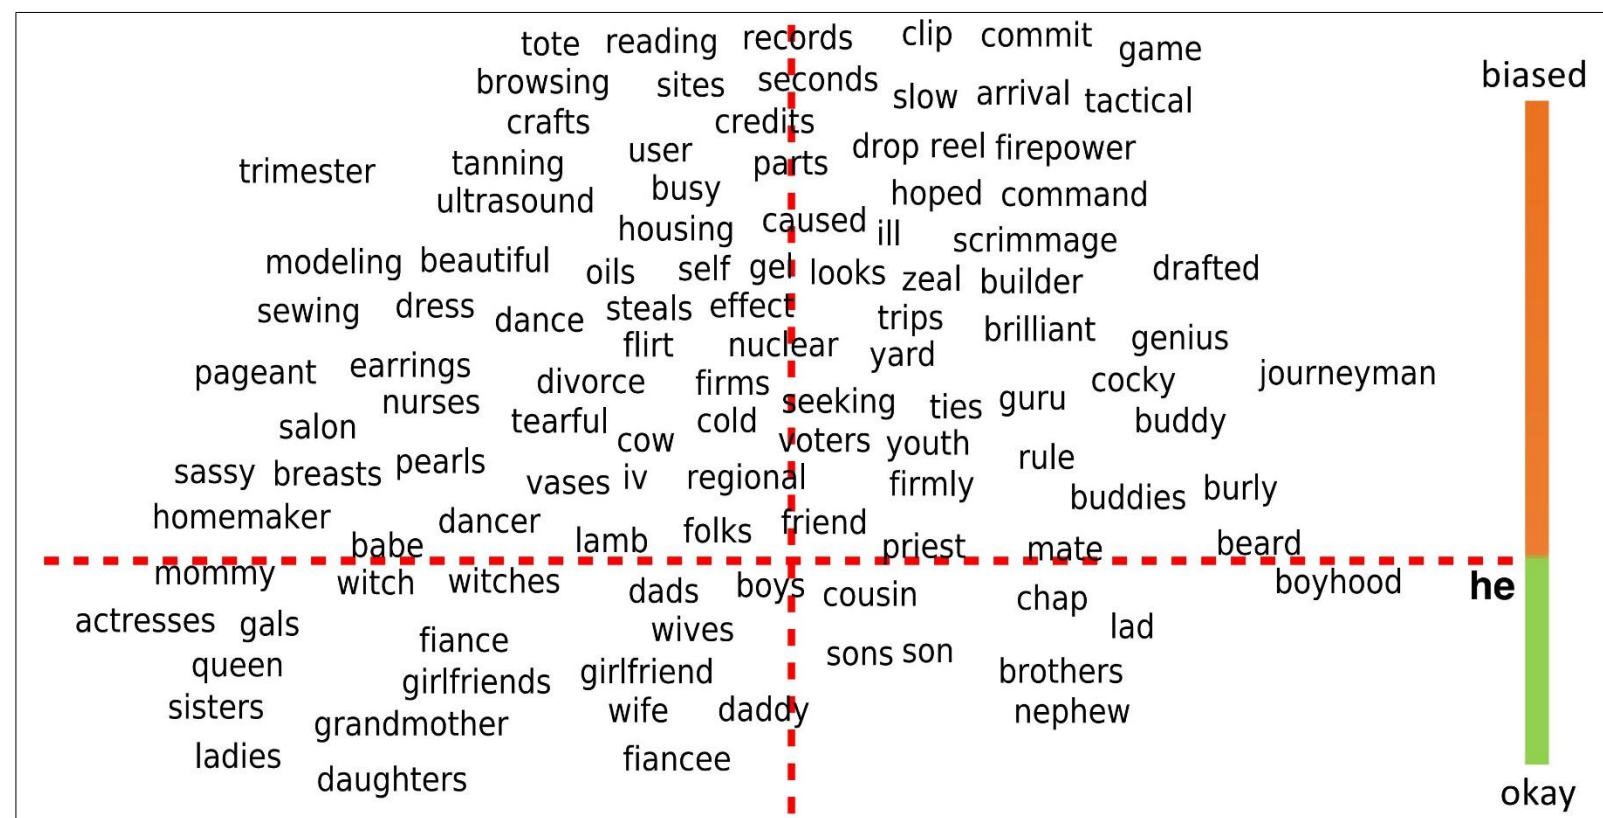 tote reading records clip commit game
biased
browsing sites seconds slow arrival tactical
crafts credits
trimester tanning user parts drop reel firepower
ultrasound busy hoped command
housing caused ill scrimmage
modeling beautiful oils self gel looks zeal builder drafted
sewing dress dance steals effect trips brilliant genius
flirt nuclear yard
pageant earrings divorce firms cocky journeyman
nurses seeking ties guru
salon tearful cold buddy
cow voters youth rule
sassy breasts pearls vases iv regional firmly buddies burly
homemaker dancer lamb folks friend
babe priest mate beard
mommy witch witches dads boys cousin chap boyhood he
actresses gals fiance wives lad
queen girlfriends girlfriend sons son brothers
sisters grandmother wife daddy nephew
ladies daughters fiancee
okay